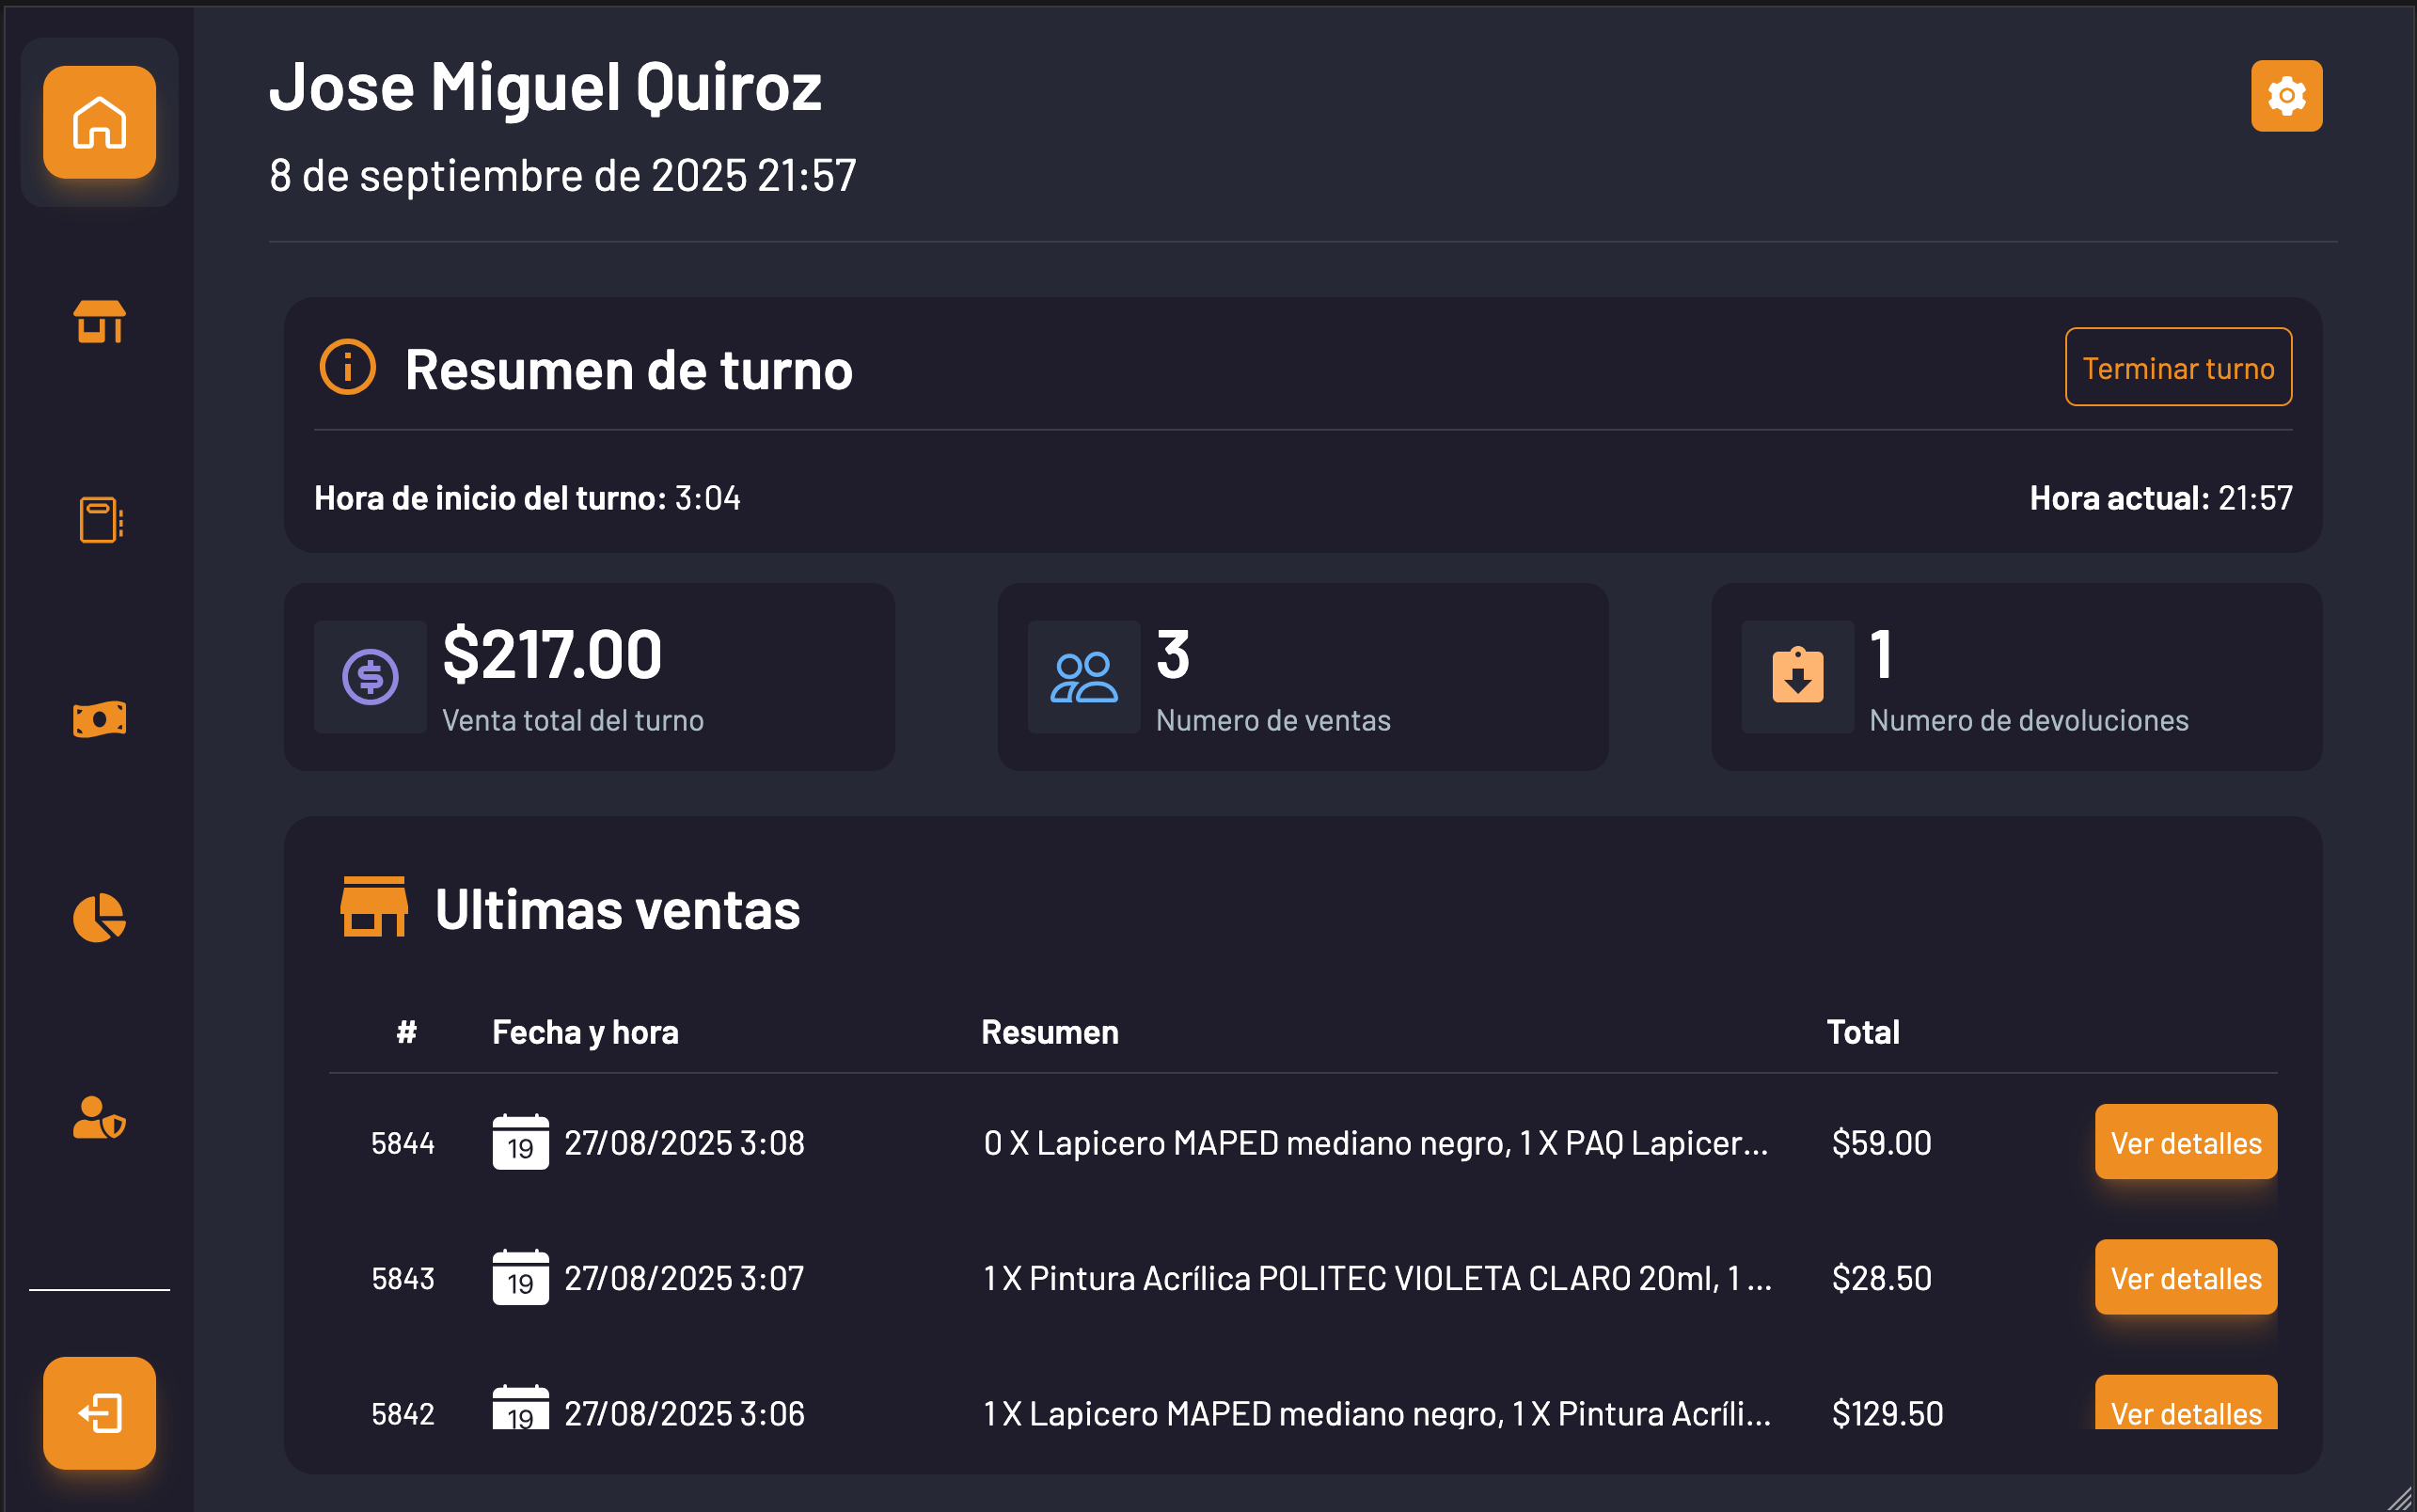 Jose Miguel Quiroz
8 de septiembre de 2025 21:57
Resumen de turno
Terminar turno
Hora de inicio del turno: 3:04
Hora actual: 21:57
$217.00
Venta total del turno
3
Numero de ventas
1
Numero de devoluciones
Ultimas ventas
# Fecha y hora Resumen Total
5844 19 27/08/2025 3:08 0 X Lapicero MAPED mediano negro, 1 X PAQ Lapicer... $59.00 Ver detalles
5843 19 27/08/2025 3:07 1 X Pintura Acrílica POLITEC VIOLETA CLARO 20ml, 1 ... $28.50 Ver detalles
5842 19 27/08/2025 3:06 1 X Lapicero MAPED mediano negro, 1 X Pintura Acríli... $129.50 Ver detalles